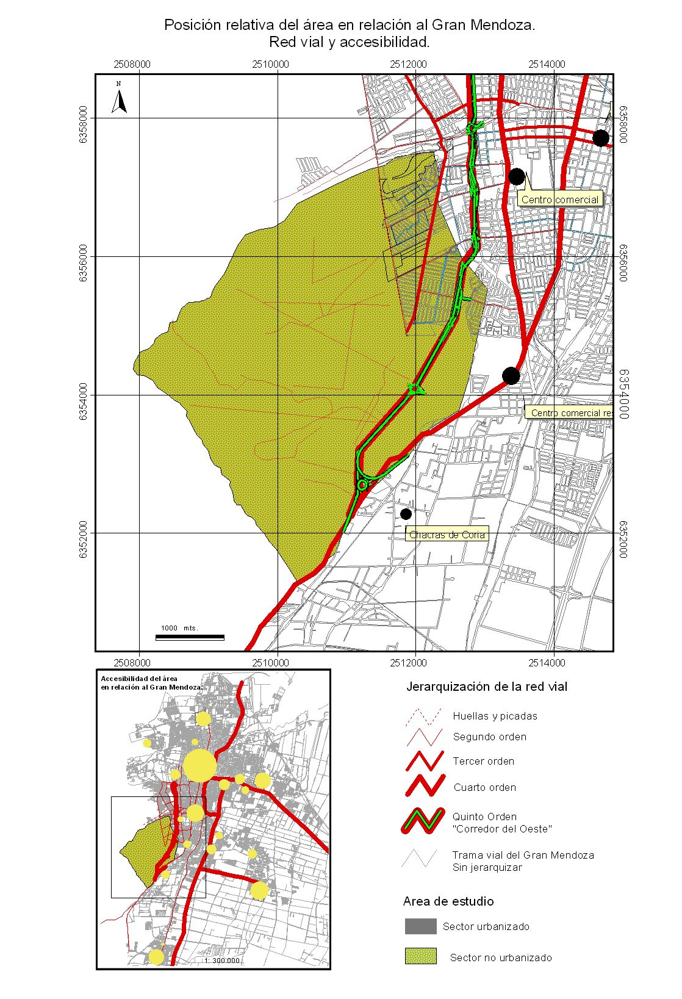 Posición relativa del área en relación al Gran Mendoza.
Red vial y accesibilidad.
2508000 2510000 2512000 2514000
N
6358000 6358000
Centro comercial
6356000 6356000
6354000 6354000
Centro comercial res
6352000 6352000
Chacras de Coria
1000 mts.
2508000 2510000 2512000 2514000
Accesibilidad del área
en relación al Gran Mendoza.
1: 300.000
Jerarquización de la red vial
Huellas y picadas
Segundo orden
Tercer orden
Cuarto orden
Quinto Orden
"Corredor del Oeste"
Trama vial del Gran Mendoza
Sin jerarquizar
Area de estudio
Sector urbanizado
Sector no urbanizado